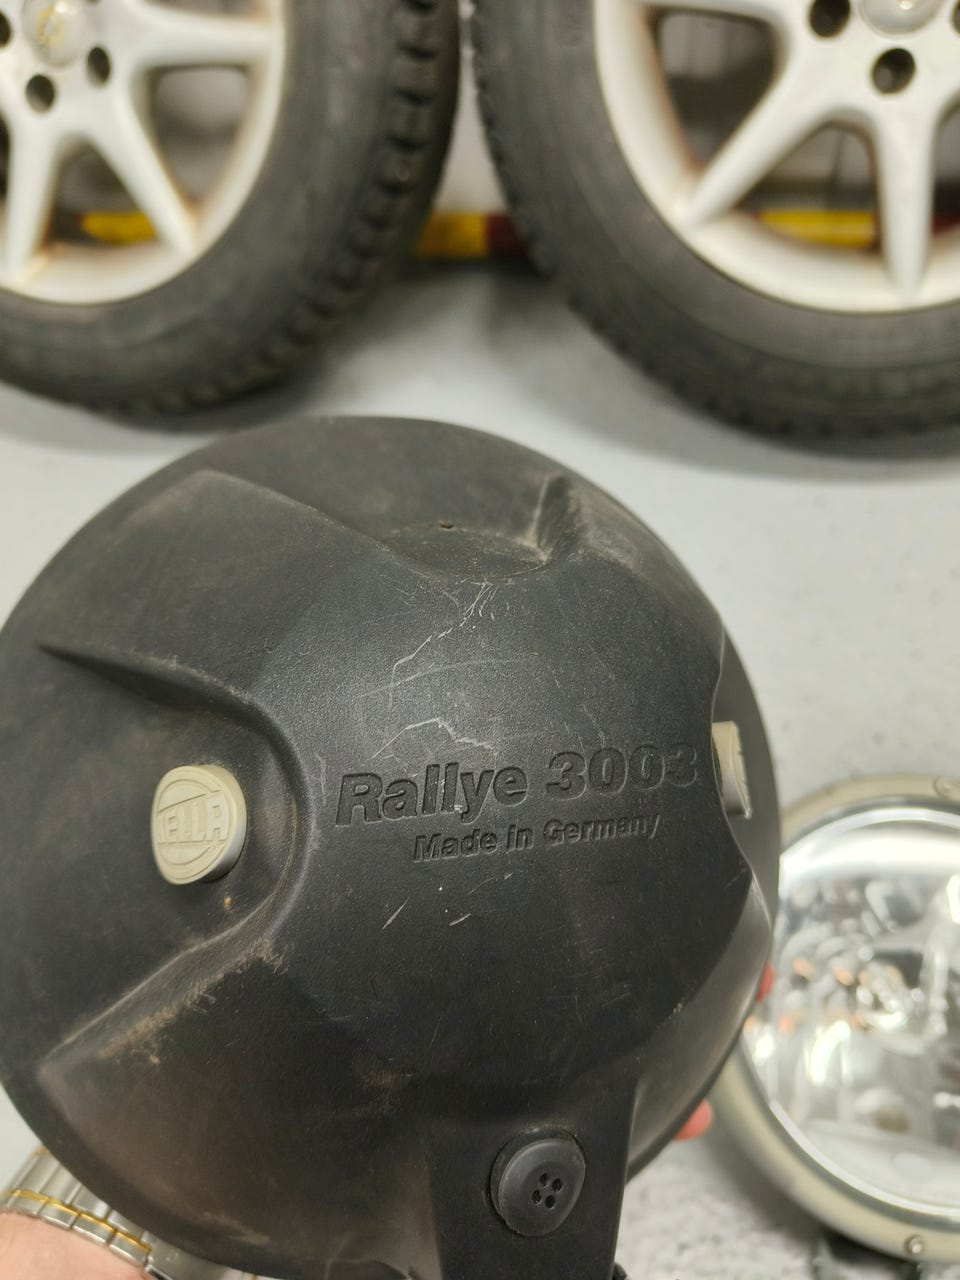 Rallye 3003
Made in Germany
HELLA